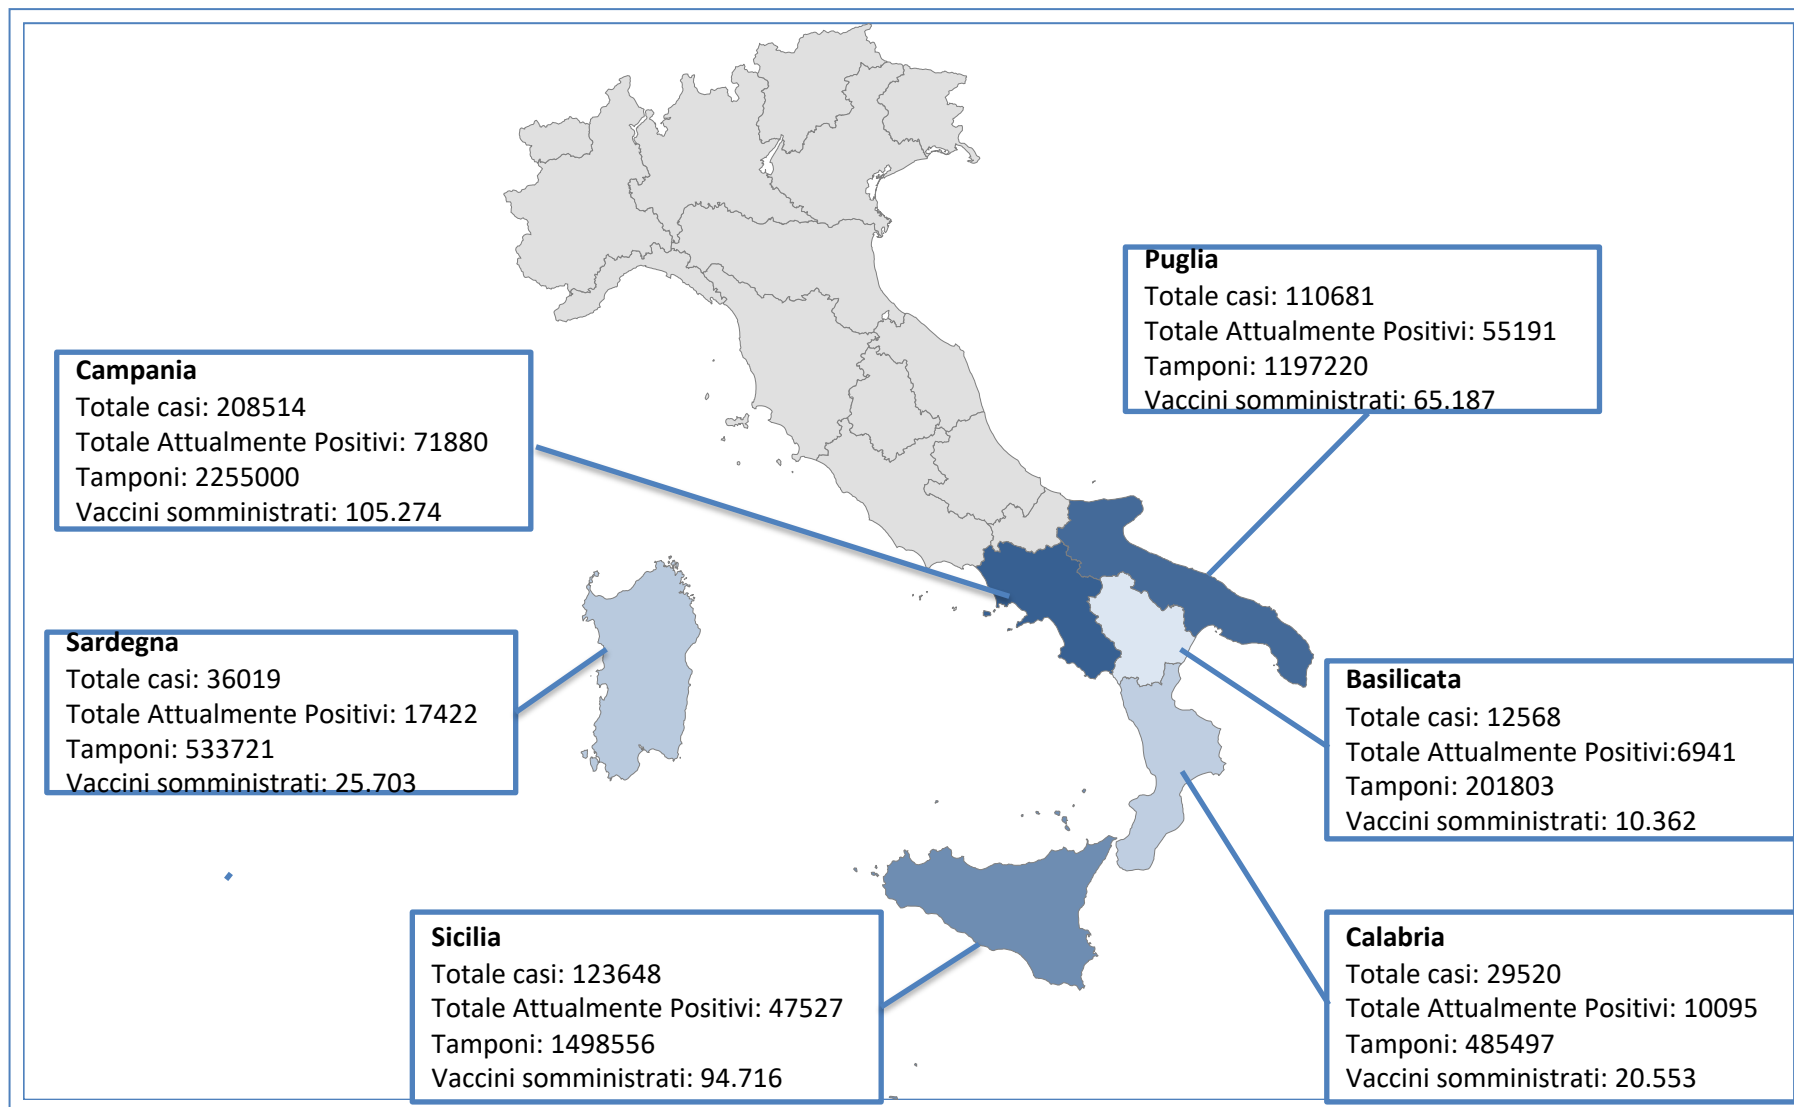 Puglia
Totale casi: 110681
Totale Attualmente Positivi: 55191
Tamponi: 1197220
Vaccini somministrati: 65.187
Campania
Totale casi: 208514
Totale Attualmente Positivi: 71880
Tamponi: 2255000
Vaccini somministrati: 105.274
Sardegna
Totale casi: 36019
Totale Attualmente Positivi: 17422
Tamponi: 533721
Vaccini somministrati: 25.703
Basilicata
Totale casi: 12568
Totale Attualmente Positivi:6941
Tamponi: 201803
Vaccini somministrati: 10.362
Sicilia
Totale casi: 123648
Totale Attualmente Positivi: 47527
Tamponi: 1498556
Vaccini somministrati: 94.716
Calabria
Totale casi: 29520
Totale Attualmente Positivi: 10095
Tamponi: 485497
Vaccini somministrati: 20.553